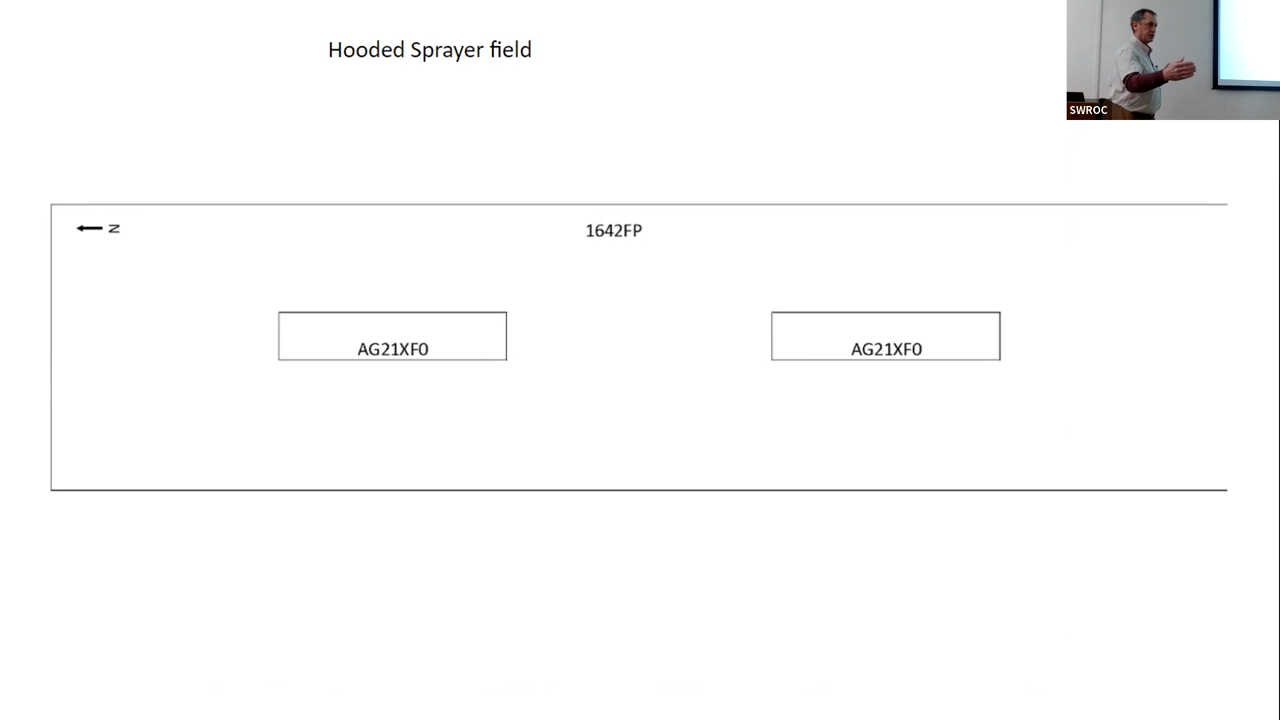 Hooded Sprayer field
SWROC
N
1642FP
AG21XF0
AG21XF0